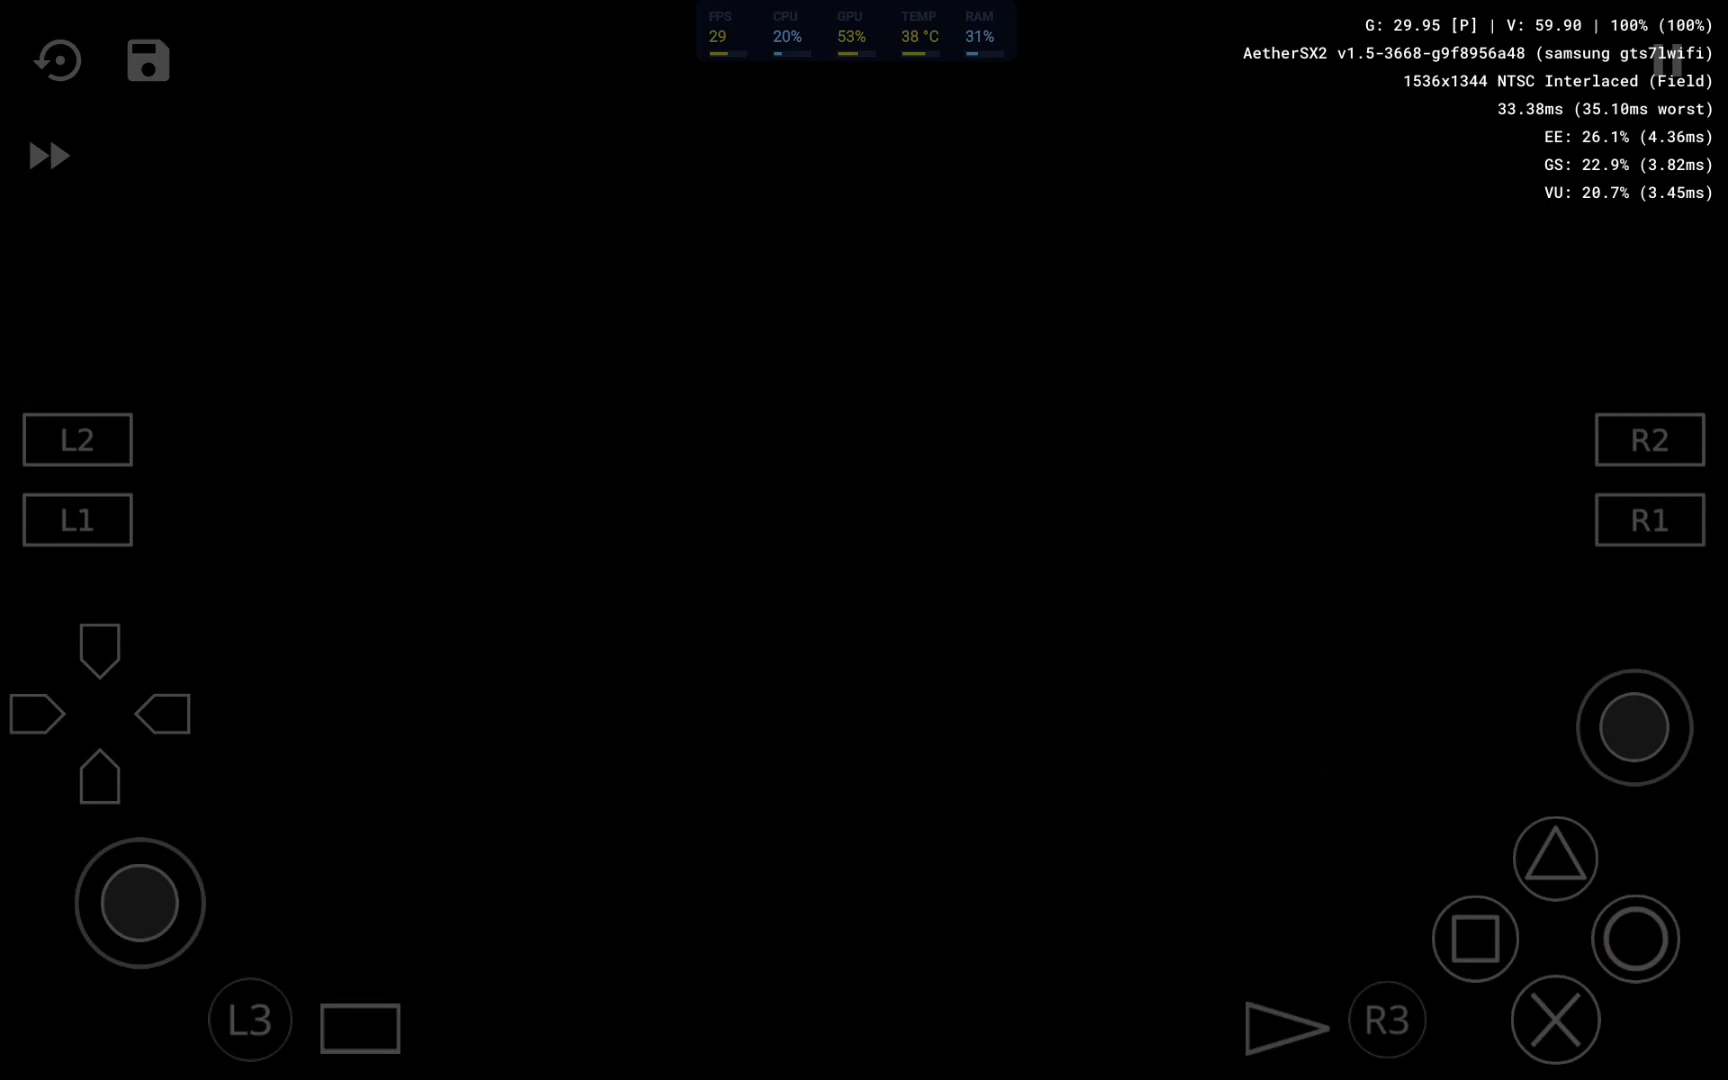 FPS CPU GPU TEMP RAM
29 20% 53% 38 °C 31%
G: 29.95 [P] | V: 59.90 | 100% (100%)
AetherSX2 v1.5-3668-g9f8956a48 (samsung gts7lwifi)
1536x1344 NTSC Interlaced (Field)
33.38ms (35.10ms worst)
EE: 26.1% (4.36ms)
GS: 22.9% (3.82ms)
VU: 20.7% (3.45ms)
L2
R2
L1
R1
L3
R3